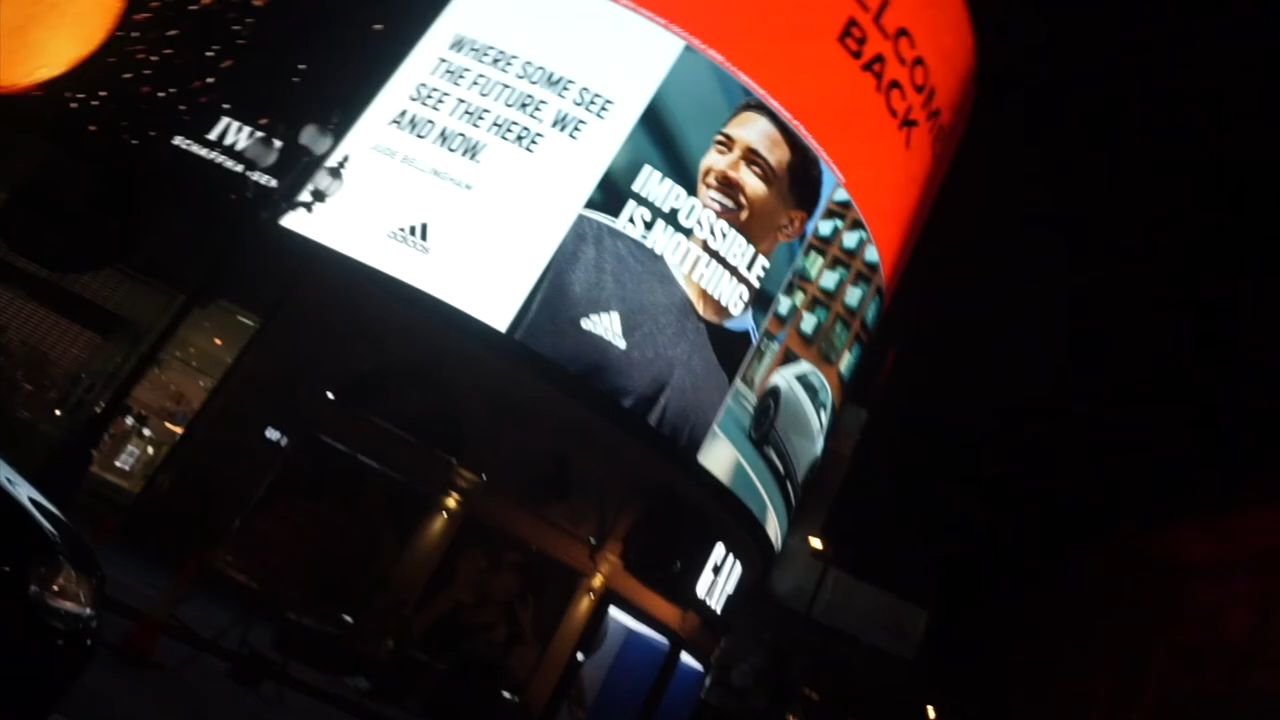 WELCOME
BACK
WHERE SOME SEE
THE FUTURE, WE
SEE THE HERE
AND NOW.
JUDE BELLINGHAM
adidas
IMPOSSIBLE
IS NOTHING
adidas
IWC
SCHAFFHAUSEN
GAP